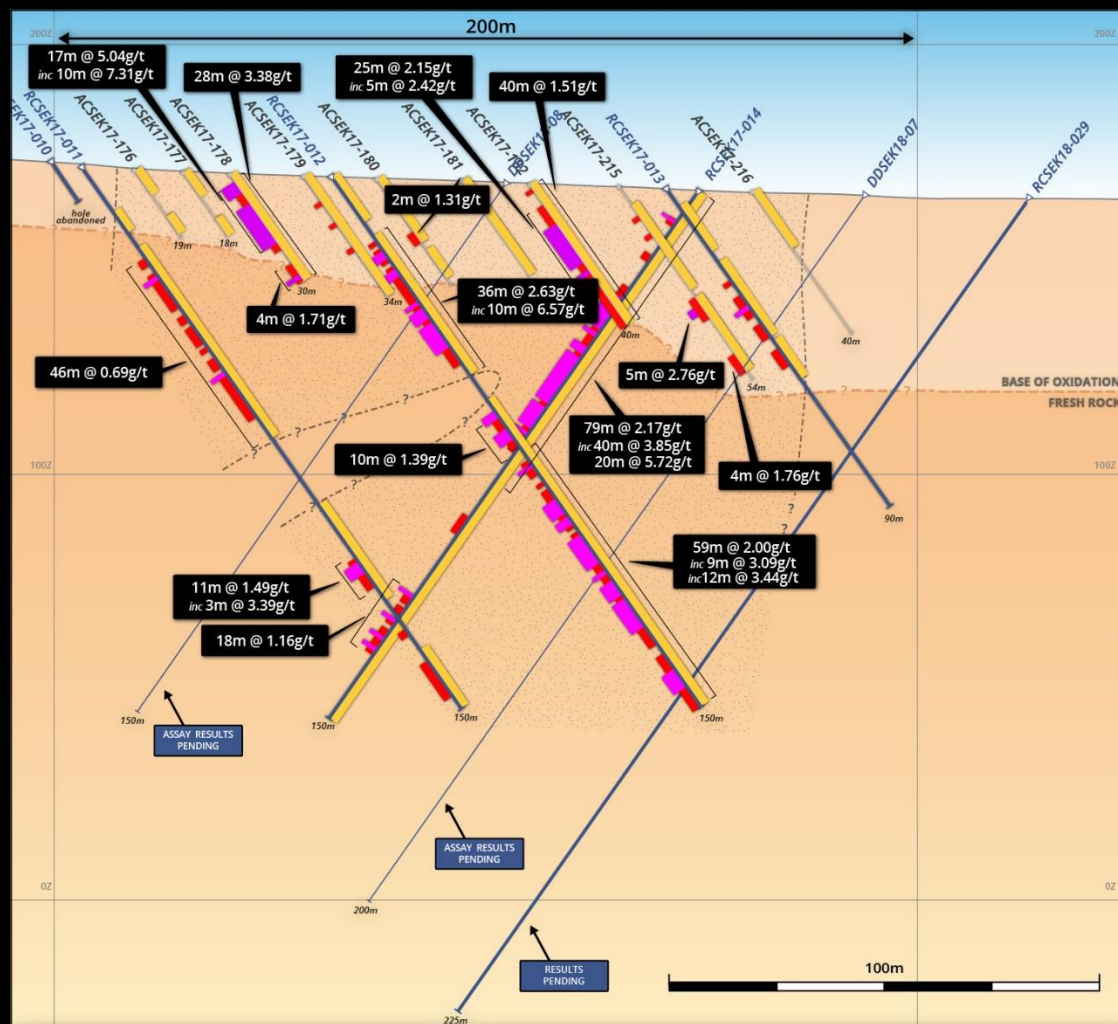 200m
200Z
200Z
17m @ 5.04g/t
inc 10m @ 7.31g/t
28m @ 3.38g/t
25m @ 2.15g/t
inc 5m @ 2.42g/t
40m @ 1.51g/t
RCSEK17-011
ACSEK17-176
ACSEK17-177
ACSEK17-178
ACSEK17-179
RCSEK17-012
ACSEK17-180
ACSEK17-181
ACSEK17-215
RCSEK17-013
RCSEK17-014
ACSEK17-216
DDSEK18-07
RCSEK18-029
hole
abandoned
2m @ 1.31g/t
19m
18m
30m
34m
40m
40m
54m
4m @ 1.71g/t
36m @ 2.63g/t
inc 10m @ 6.57g/t
46m @ 0.69g/t
5m @ 2.76g/t
BASE OF OXIDATION
FRESH ROCK
79m @ 2.17g/t
inc 40m @ 3.85g/t
20m @ 5.72g/t
10m @ 1.39g/t
4m @ 1.76g/t
100Z
100Z
90m
59m @ 2.00g/t
inc 9m @ 3.09g/t
inc12m @ 3.44g/t
11m @ 1.49g/t
inc 3m @ 3.39g/t
18m @ 1.16g/t
150m
150m
150m
150m
ASSAY RESULTS
PENDING
ASSAY RESULTS
PENDING
0Z
0Z
200m
RESULTS
PENDING
100m
225m